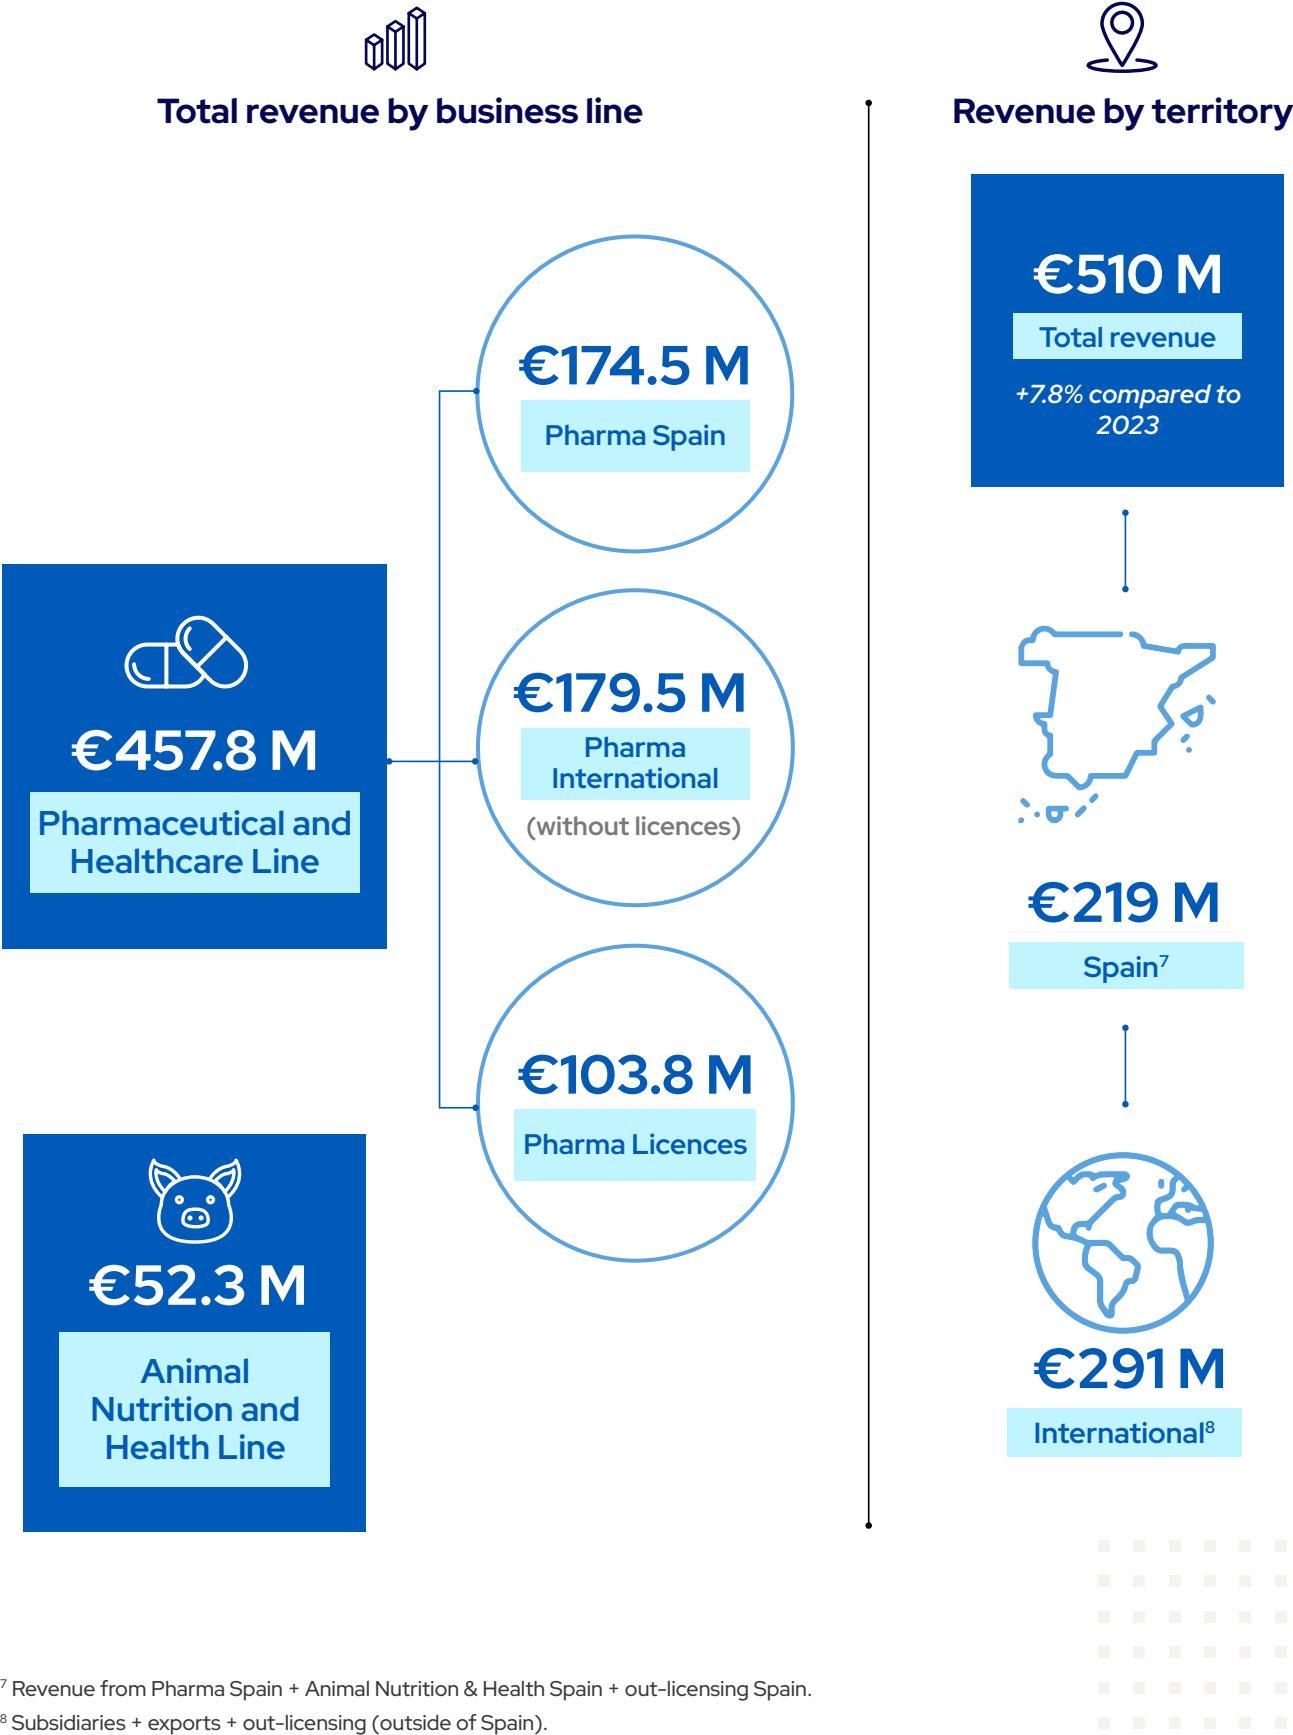 Total revenue by business line
€174.5 M
Pharma Spain
€457.8 M
Pharmaceutical and
Healthcare Line
€179.5 M
Pharma
International
(without licences)
€103.8 M
Pharma Licences
€52.3 M
Animal
Nutrition and
Health Line
Revenue by territory
€510 M
Total revenue
+7.8% compared to
2023
€219 M
Spain⁷
€291 M
International⁸
⁷ Revenue from Pharma Spain + Animal Nutrition & Health Spain + out-licensing Spain.
⁸ Subsidiaries + exports + out-licensing (outside of Spain).